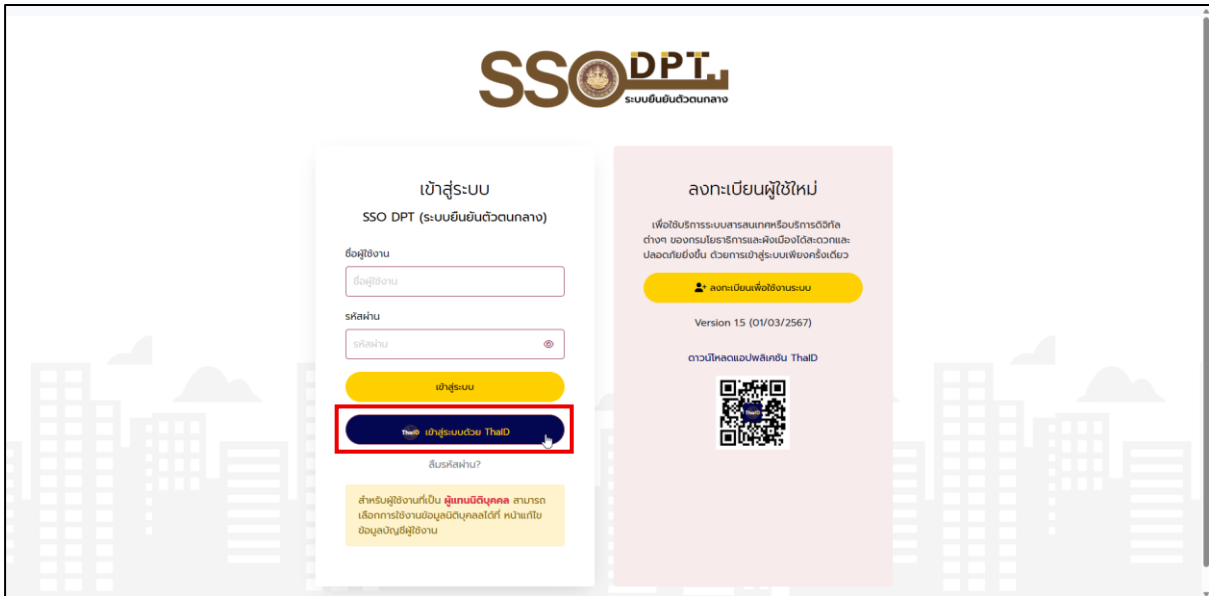 SSO DPT
ระบบยืนยันตัวตนกลาง
เข้าสู่ระบบ
SSO DPT (ระบบยืนยันตัวตนกลาง)
ชื่อผู้ใช้งาน
ชื่อผู้ใช้งาน
รหัสผ่าน
รหัสผ่าน
เข้าสู่ระบบ
ThaID เข้าสู่ระบบด้วย ThaID
ลืมรหัสผ่าน?
สำหรับผู้ใช้งานที่เป็น ผู้แทนนิติบุคคล สามารถ
เลือกการใช้งานข้อมูลนิติบุคลลได้ที่ หน้าแก้ไข
ข้อมูลบัญชีผู้ใช้งาน
ลงทะเบียนผู้ใช้ใหม่
เพื่อใช้บริการระบบสารสนเทศหรือบริการดิจิทัล
ต่างๆ ของกรมโยธาธิการและผังเมืองได้สะดวกและ
ปลอดภัยยิ่งขึ้น ด้วยการเข้าสู่ระบบเพียงครั้งเดียว
ลงทะเบียนเพื่อใช้งานระบบ
Version 1.5 (01/03/2567)
ดาวน์โหลดแอปพลิเคชัน ThaID
ThaID